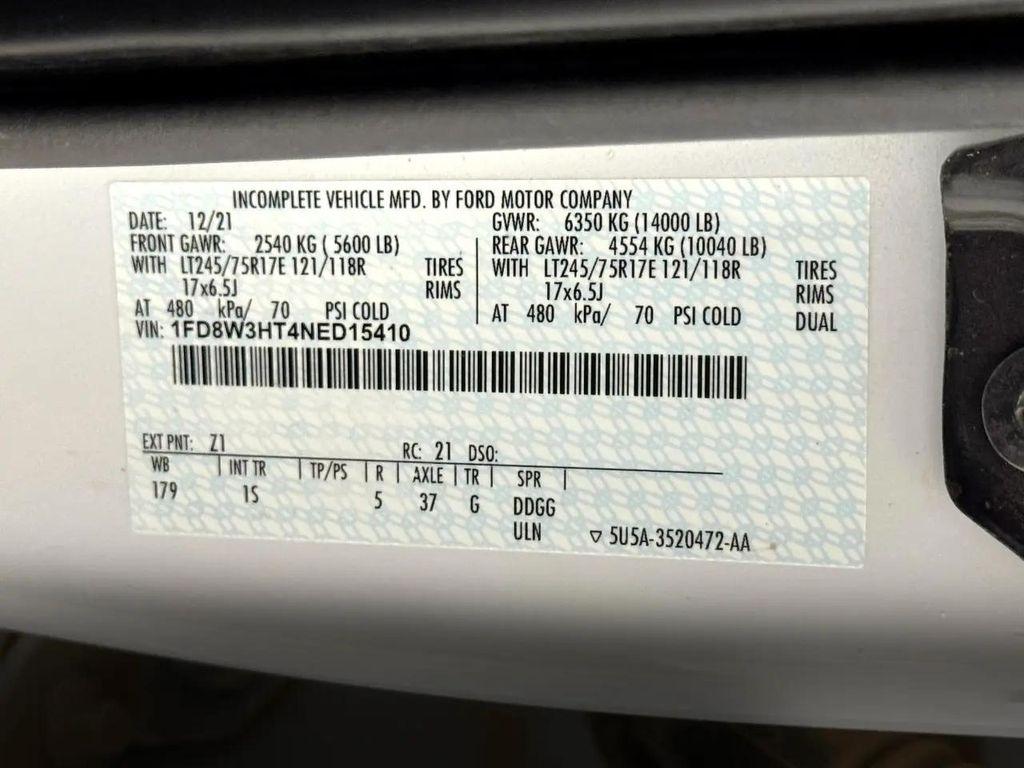 INCOMPLETE VEHICLE MFD. BY FORD MOTOR COMPANY
DATE: 12/21 GVWR: 6350 KG (14000 LB)
FRONT GAWR: 2540 KG ( 5600 LB) REAR GAWR: 4554 KG (10040 LB)
WITH LT245/75R17E 121/118R TIRES WITH LT245/75R17E 121/118R TIRES
17x6.5J RIMS 17x6.5J RIMS
AT 480 kPa/ 70 PSI COLD AT 480 kPa/ 70 PSI COLD DUAL
VIN: 1FD8W3HT4NED15410
EXT PNT: Z1 RC: 21 DSO:
WB INT TR TP/PS R AXLE TR SPR
179 1S 5 37 G DDGG
ULN ▽ 5U5A-3520472-AA